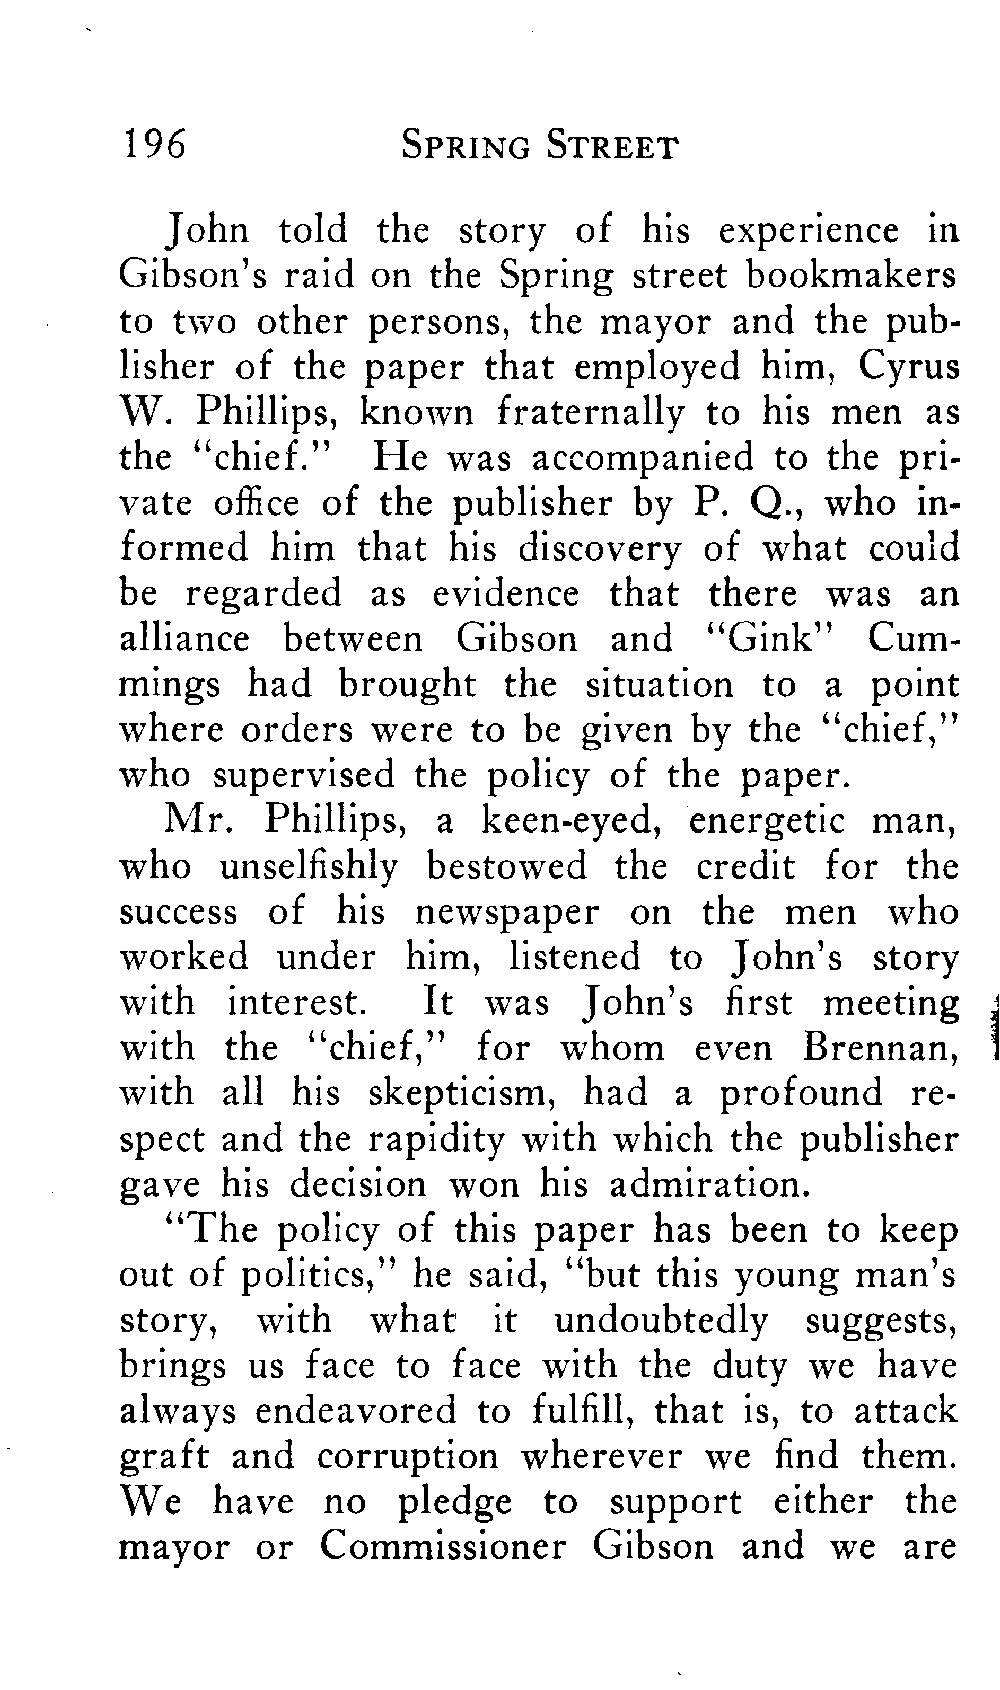 196 SPRING STREET
John told the story of his experience in
Gibson's raid on the Spring street bookmakers
to two other persons, the mayor and the pub-
lisher of the paper that employed him, Cyrus
W. Phillips, known fraternally to his men as
the "chief." He was accompanied to the pri-
vate office of the publisher by P. Q., who in-
formed him that his discovery of what could
be regarded as evidence that there was an
alliance between Gibson and "Gink" Cum-
mings had brought the situation to a point
where orders were to be given by the "chief,"
who supervised the policy of the paper.
Mr. Phillips, a keen-eyed, energetic man,
who unselfishly bestowed the credit for the
success of his newspaper on the men who
worked under him, listened to John's story
with interest. It was John's first meeting
with the "chief," for whom even Brennan,
with all his skepticism, had a profound re-
spect and the rapidity with which the publisher
gave his decision won his admiration.
"The policy of this paper has been to keep
out of politics," he said, "but this young man's
story, with what it undoubtedly suggests,
brings us face to face with the duty we have
always endeavored to fulfill, that is, to attack
graft and corruption wherever we find them.
We have no pledge to support either the
mayor or Commissioner Gibson and we are